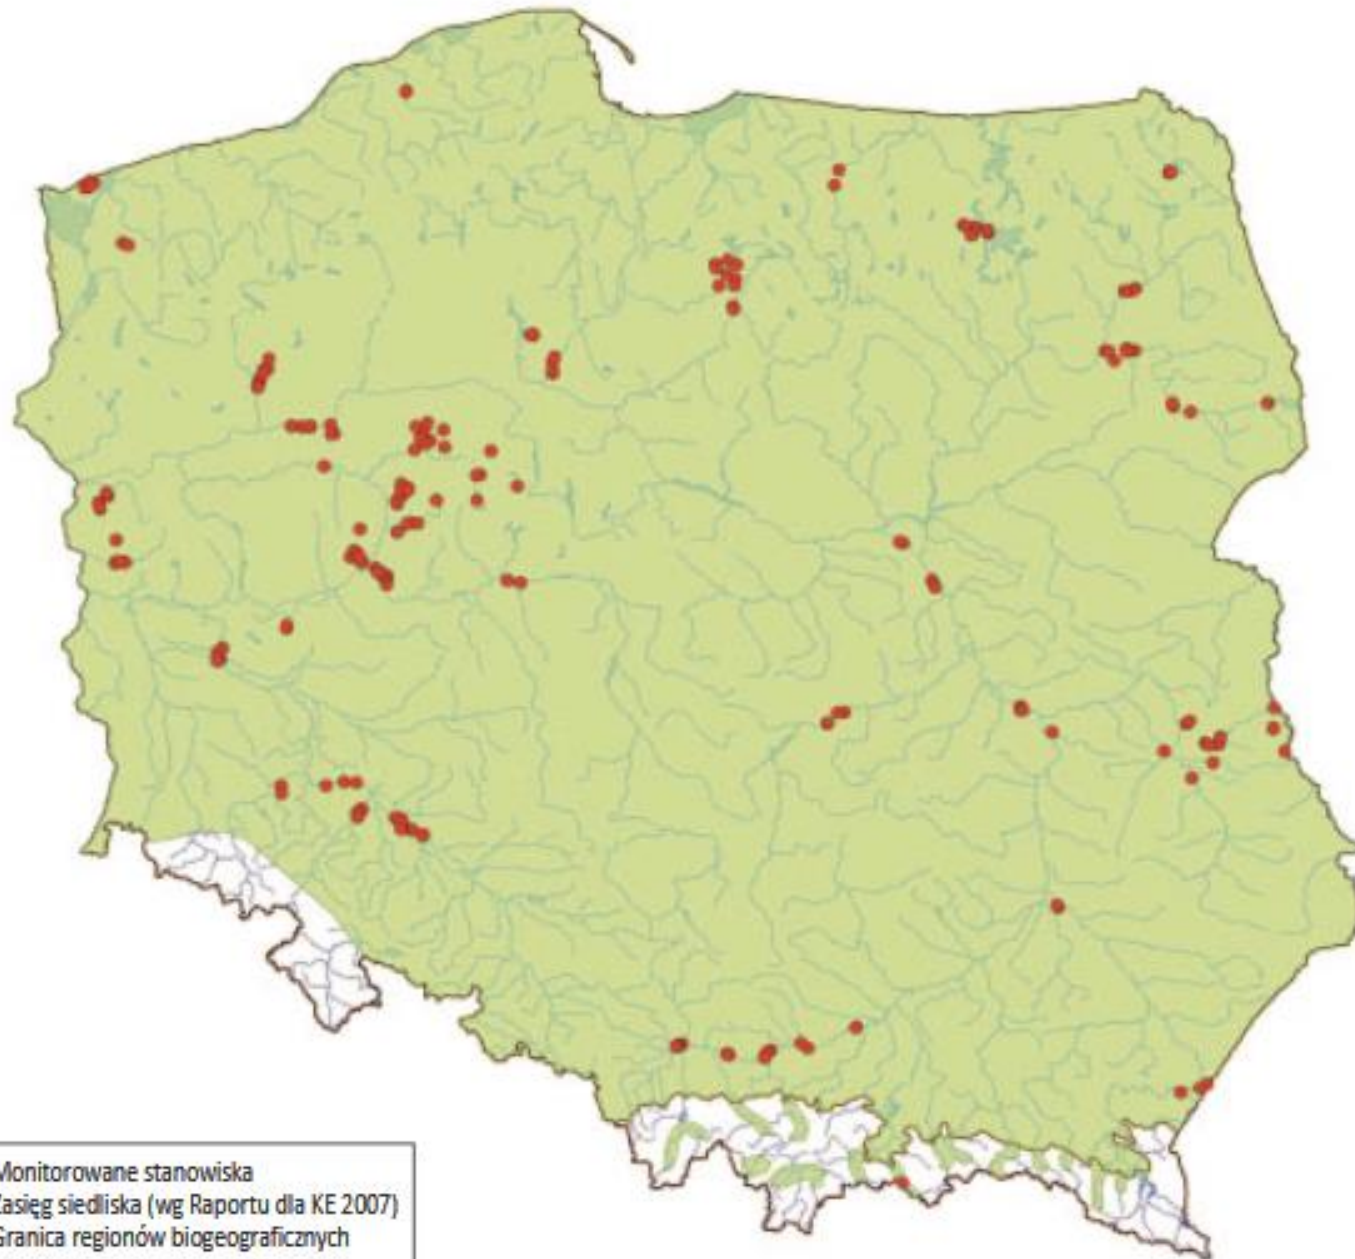 Monitorowane stanowiska
Zasięg siedliska (wg Raportu dla KE 2007)
Granica regionów biogeograficznych